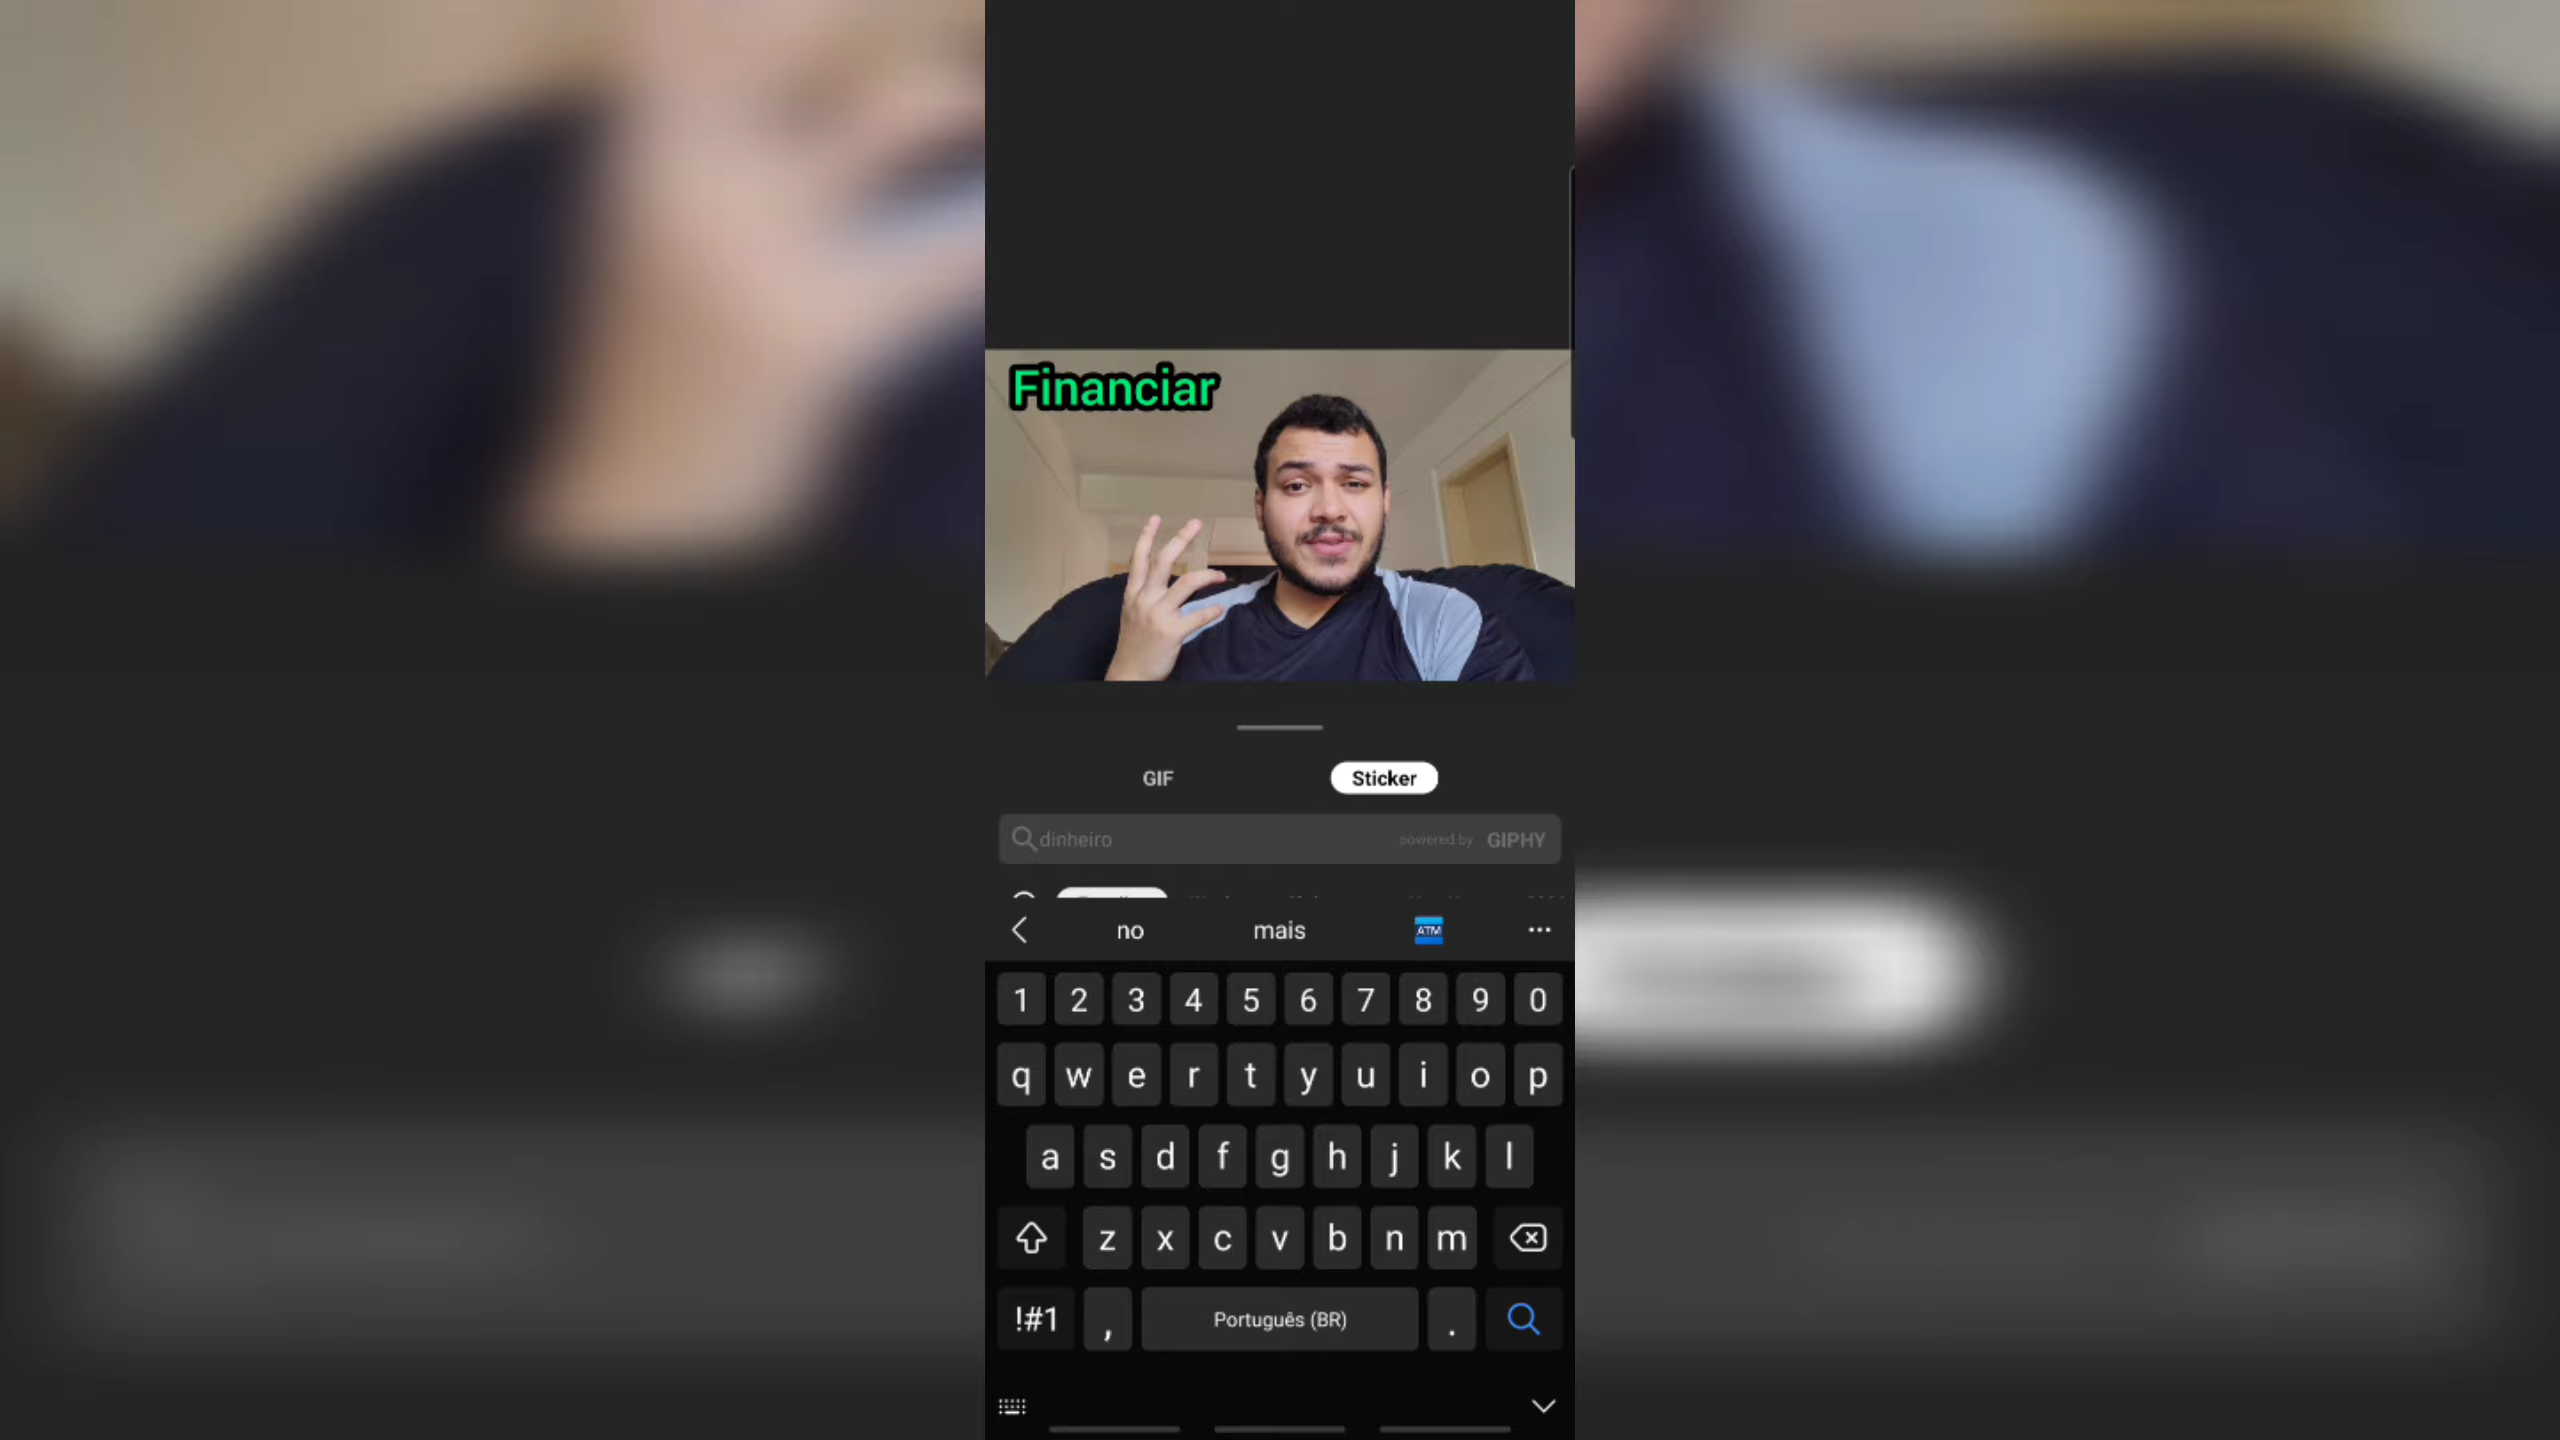 Financiar
GIF Sticker
dinheiro powered by GIPHY
no mais ATM ...
1 2 3 4 5 6 7 8 9 0
q w e r t y u i o p
a s d f g h j k l
z x c v b n m
!#1 , Português (BR) .